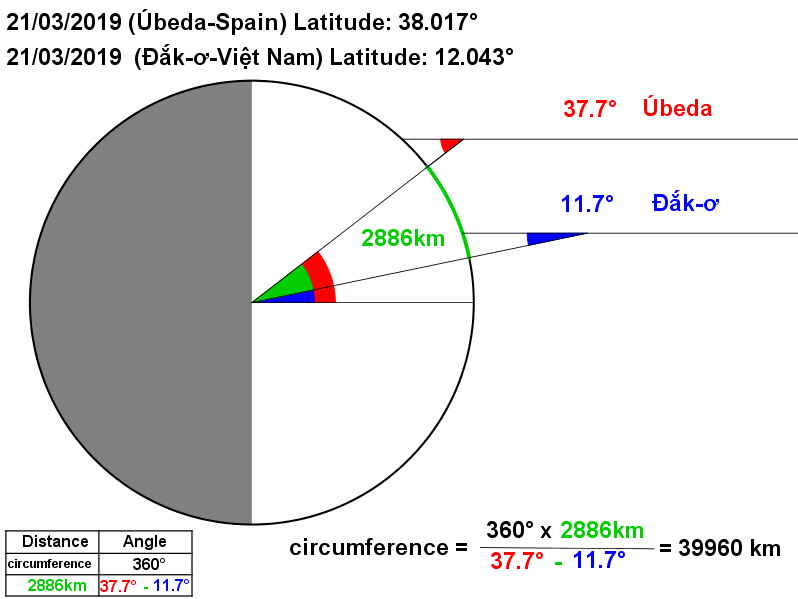 21/03/2019 (Úbeda-Spain) Latitude: 38.017°
21/03/2019 (Đắk-ơ-Việt Nam) Latitude: 12.043°
37.7° Úbeda
11.7° Đắk-ơ
2886km
Distance Angle
circumference 360°
2886km 37.7° - 11.7°
circumference = 360° x 2886km
37.7° - 11.7°
= 39960 km